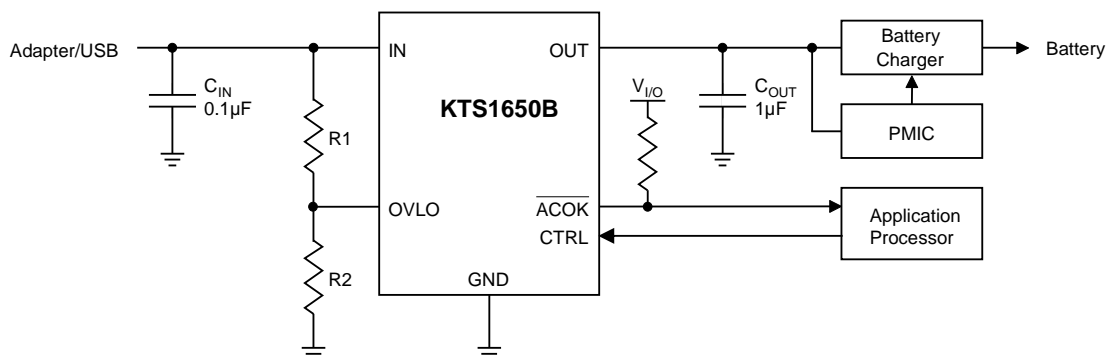 Adapter/USB
C_IN
0.1µF
R1
R2
IN
OVLO
KTS1650B
GND
OUT
ACOK
CTRL
V_I/O
C_OUT
1µF
Battery
Charger
Battery
PMIC
Application
Processor